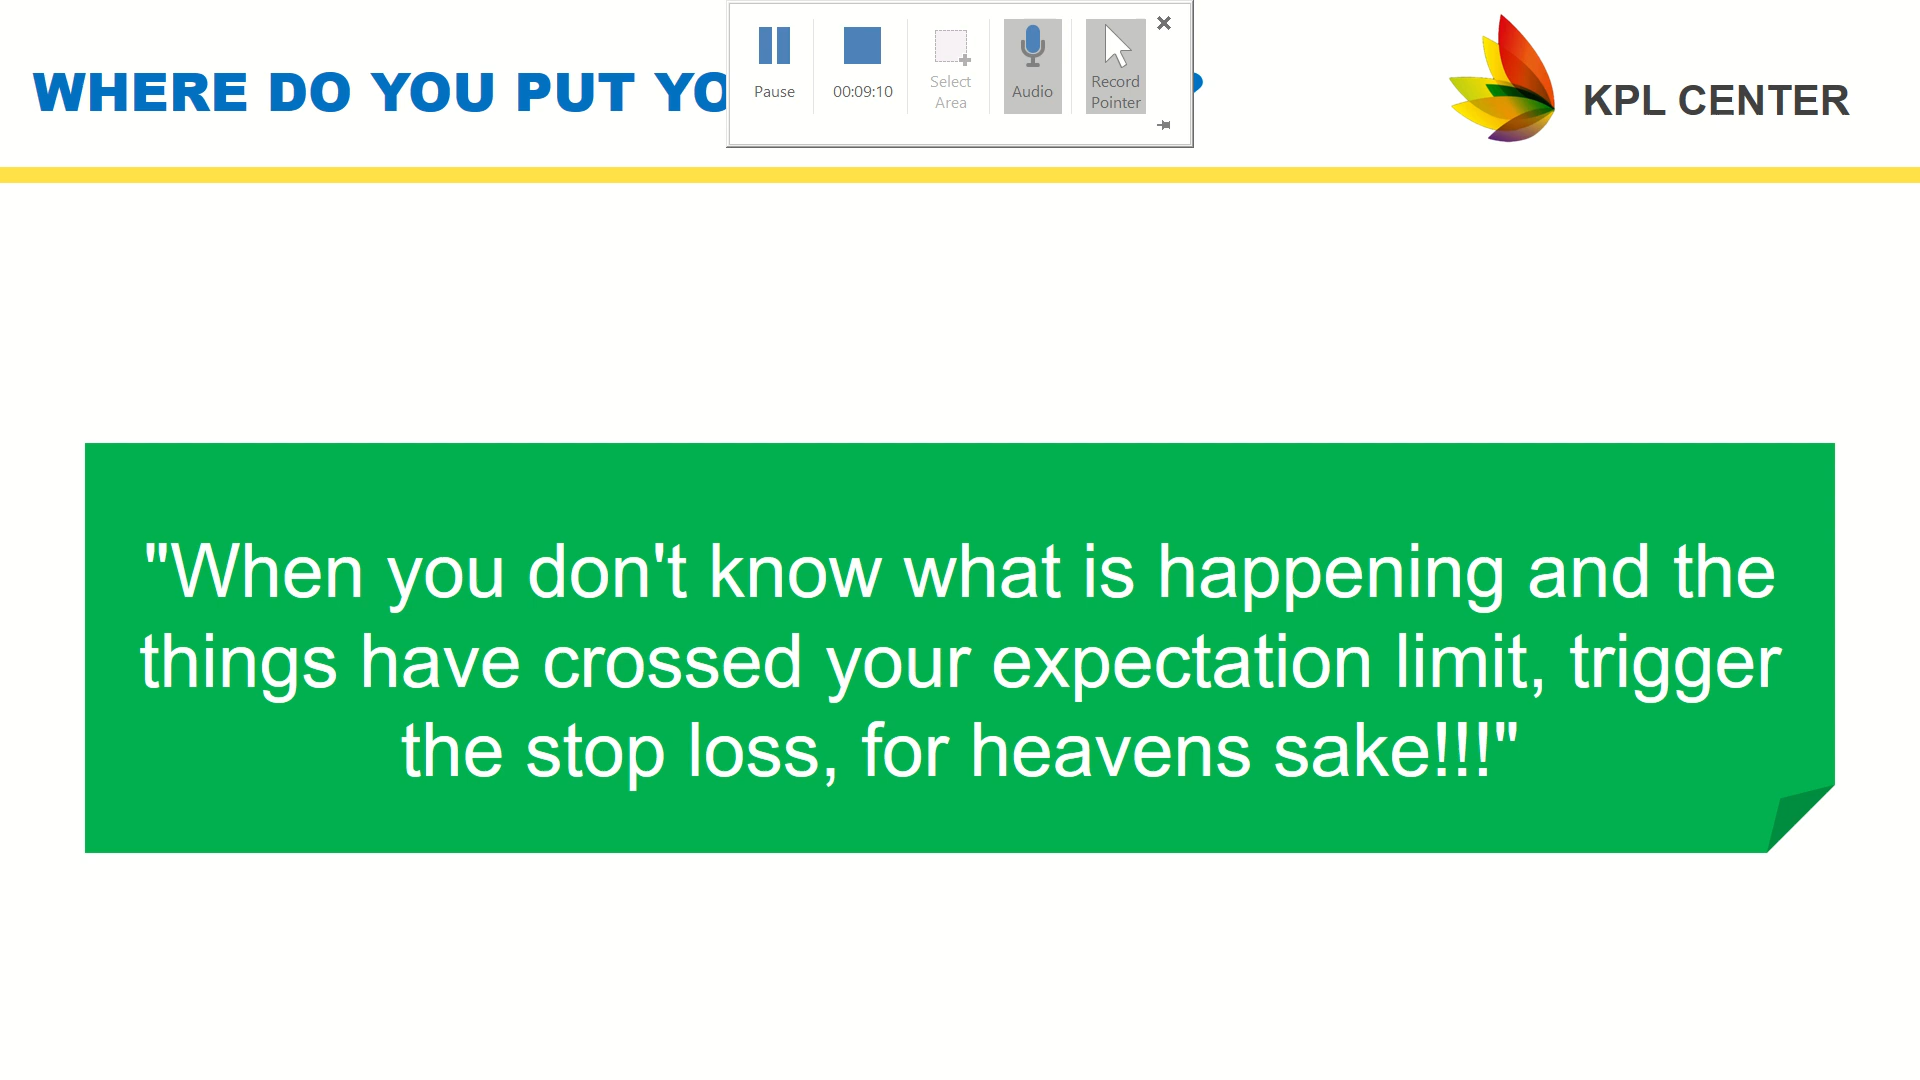 WHERE DO YOU PUT
Pause
00:09:10
Select
Area
Audio
Record
Pointer
KPL CENTER
"When you don't know what is happening and the
things have crossed your expectation limit, trigger
the stop loss, for heavens sake!!!"